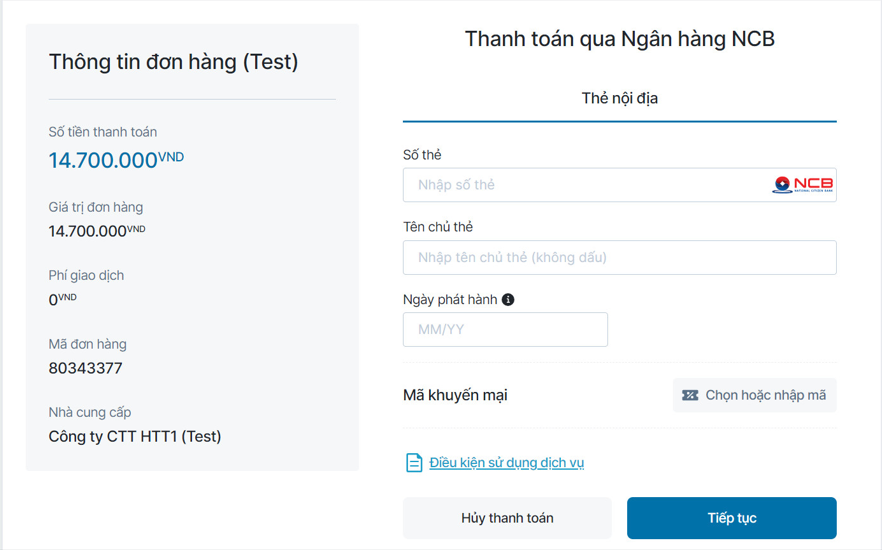 Thông tin đơn hàng (Test)
Số tiền thanh toán
14.700.000VND
Giá trị đơn hàng
14.700.000VND
Phí giao dịch
0VND
Mã đơn hàng
80343377
Nhà cung cấp
Công ty CTT HTT1 (Test)
Thanh toán qua Ngân hàng NCB
Thẻ nội địa
Số thẻ
Nhập số thẻ
NCB
NATIONAL CITIZEN BANK
Tên chủ thẻ
Nhập tên chủ thẻ (không dấu)
Ngày phát hành
MM/YY
Mã khuyến mại
Chọn hoặc nhập mã
Điều kiện sử dụng dịch vụ
Hủy thanh toán
Tiếp tục